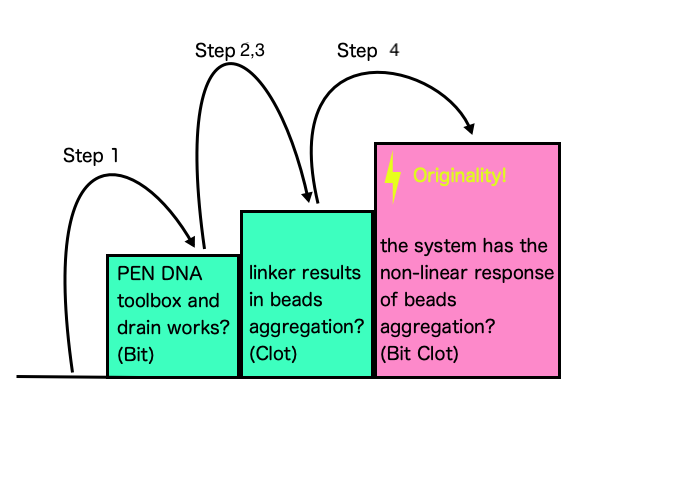 Step 2,3
Step 4
Step 1
Originality!
PEN DNA
toolbox and
drain works?
(Bit)
linker results
in beads
aggregation?
(Clot)
the system has the
non-linear response
of beads
aggregation?
(Bit Clot)